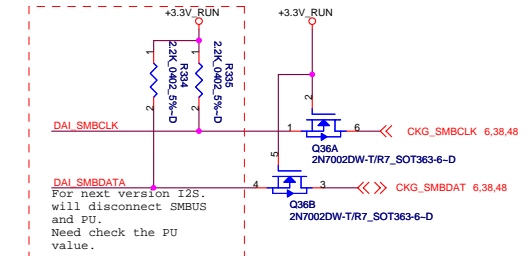 +3.3V_RUN
+3.3V_RUN
1
1
2.2K_0402_5%~D
R334
2.2K_0402_5%~D
R335
2
2
2
DAI_SMBCLK
1
6
CKG_SMBCLK 6,38,48
Q36A
2N7002DW-T/R7_SOT363-6~D
5
DAI_SMBDATA
4
3
CKG_SMBDAT 6,38,48
Q36B
2N7002DW-T/R7_SOT363-6~D
For next version I2S.
will disconnect SMBUS
and PU.
Need check the PU
value.